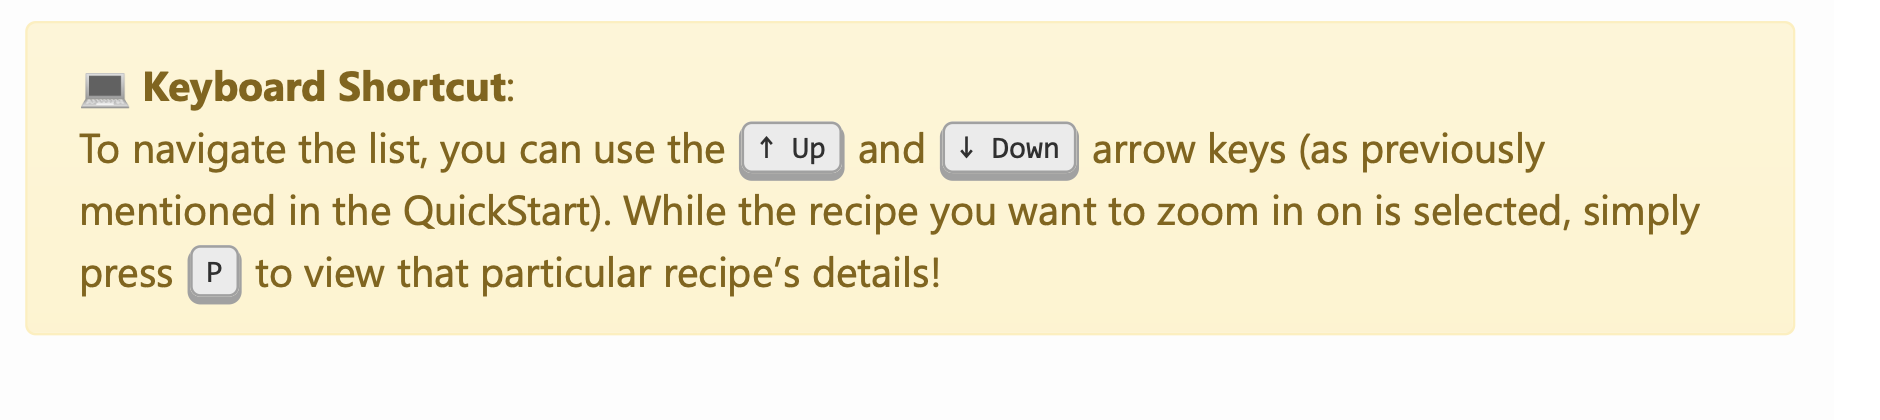 💻 Keyboard Shortcut:
To navigate the list, you can use the ↑ Up and ↓ Down arrow keys (as previously
mentioned in the QuickStart). While the recipe you want to zoom in on is selected, simply
press P to view that particular recipe’s details!